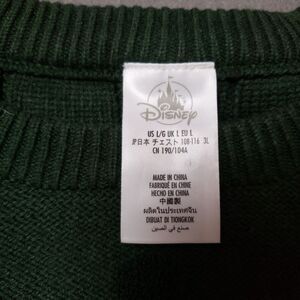 Disney
US L/G UK L EU L
JP日本 チェスト 108-116 3L
CN 190/104A
MADE IN CHINA
FABRIQUÉ EN CHINE
HECHO EN CHINA
中國製
ผลิตในประเทศจีน
DIBUAT DI TIONGKOK
صنع في الصين